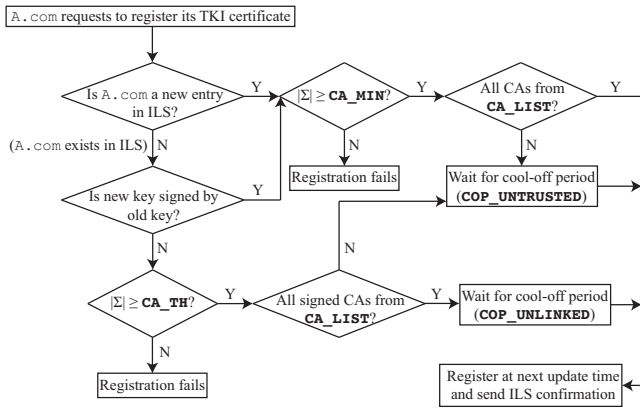 A.com requests to register its TKI certificate
Is A.com a new entry
in ILS?
Y
|Σ| ≥ CA_MIN?
Y
All CAs from
CA_LIST?
Y
(A.com exists in ILS)
N
N
N
Registration fails
Wait for cool-off period
(COP_UNTRUSTED)
Is new key signed by
old key?
Y
N
N
|Σ| ≥ CA_TH?
Y
All signed CAs from
CA_LIST?
Y
Wait for cool-off period
(COP_UNLINKED)
N
Registration fails
Register at next update time
and send ILS confirmation